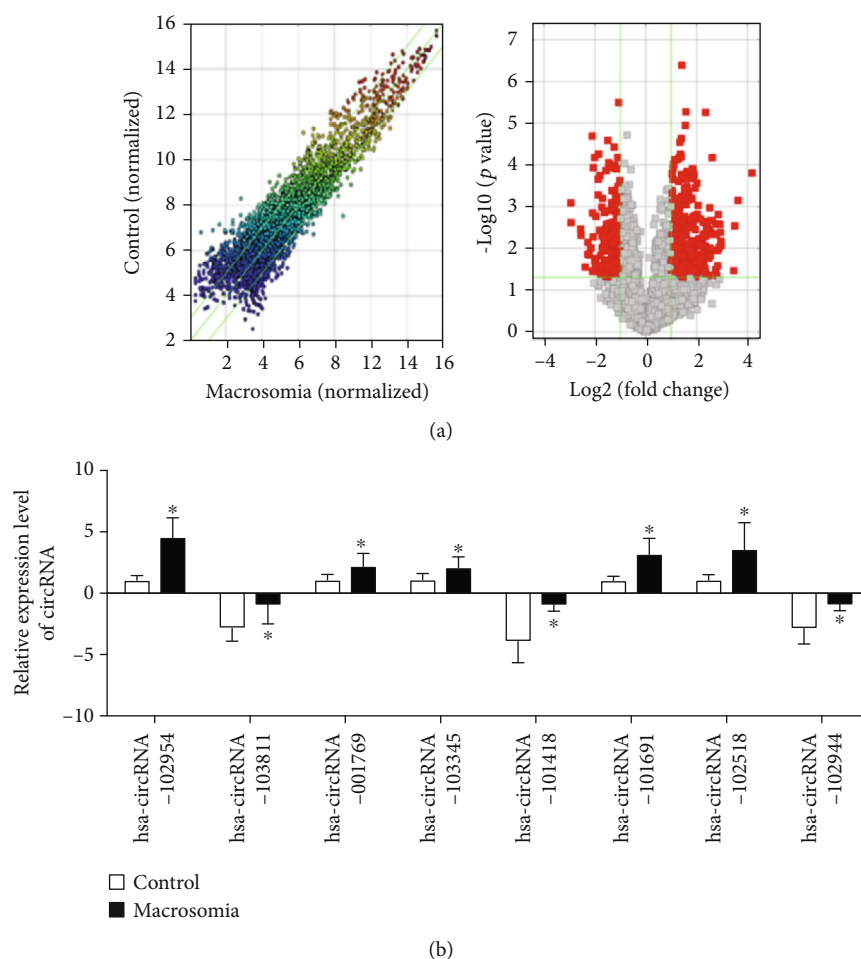 16
14
12
10
8
6
4
2
Control (normalized)
2 4 6 8 10 12 14 16
Macrosomia (normalized)
7
6
5
4
3
2
1
0
-Log10 (p value)
−4 −2 0 2 4
Log2 (fold change)
(a)
10
5
0
−5
−10
Relative expression level
of circRNA
* * * * * * * *
hsa-circRNA
−102954
hsa-circRNA
−103811
hsa-circRNA
−001769
hsa-circRNA
−103345
hsa-circRNA
−101418
hsa-circRNA
−101691
hsa-circRNA
−102518
hsa-circRNA
−102944
Control
Macrosomia
(b)